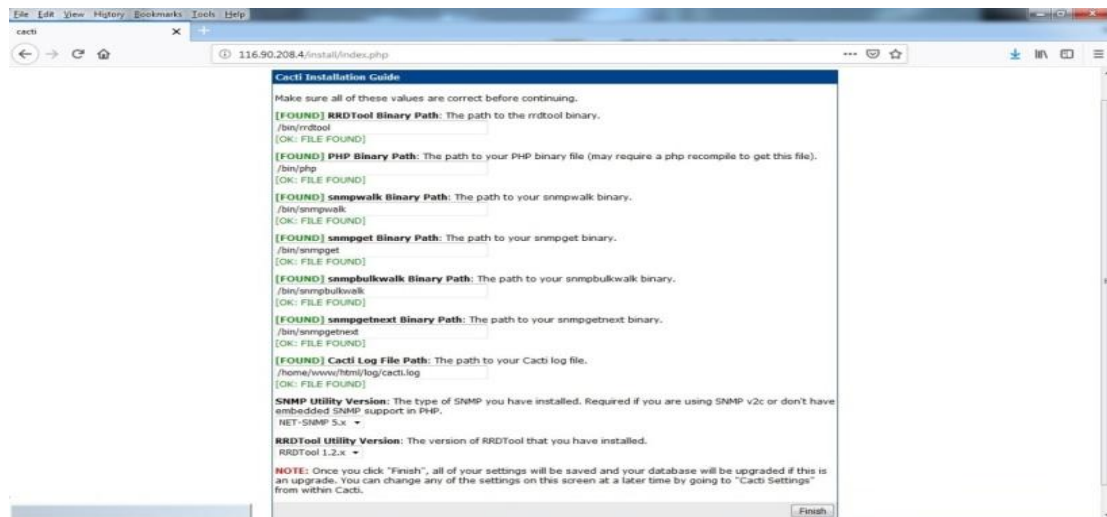 File Edit View History Bookmarks Tools Help
cacti
116.90.208.4/install/index.php
Cacti Installation Guide
Make sure all of these values are correct before continuing.
[FOUND] RRDTool Binary Path: The path to the rrdtool binary.
/bin/rrdtool
[OK: FILE FOUND]
[FOUND] PHP Binary Path: The path to your PHP binary file (may require a php recompile to get this file).
/bin/php
[OK: FILE FOUND]
[FOUND] snmpwalk Binary Path: The path to your snmpwalk binary.
/bin/snmpwalk
[OK: FILE FOUND]
[FOUND] snmpget Binary Path: The path to your snmpget binary.
/bin/snmpget
[OK: FILE FOUND]
[FOUND] snmpbulkwalk Binary Path: The path to your snmpbulkwalk binary.
/bin/snmpbulkwalk
[OK: FILE FOUND]
[FOUND] snmpgetnext Binary Path: The path to your snmpgetnext binary.
/bin/snmpgetnext
[OK: FILE FOUND]
[FOUND] Cacti Log File Path: The path to your Cacti log file.
/home/www/html/log/cacti.log
[OK: FILE FOUND]
SNMP Utility Version: The type of SNMP you have installed. Required if you are using SNMP v2c or don't have
embedded SNMP support in PHP.
NET-SNMP 5.x
RRDTool Utility Version: The version of RRDTool that you have installed.
RRDTool 1.2.x
NOTE: Once you click "Finish", all of your settings will be saved and your database will be upgraded if this is
an upgrade. You can change any of the settings on this screen at a later time by going to "Cacti Settings"
from within Cacti.
Finish